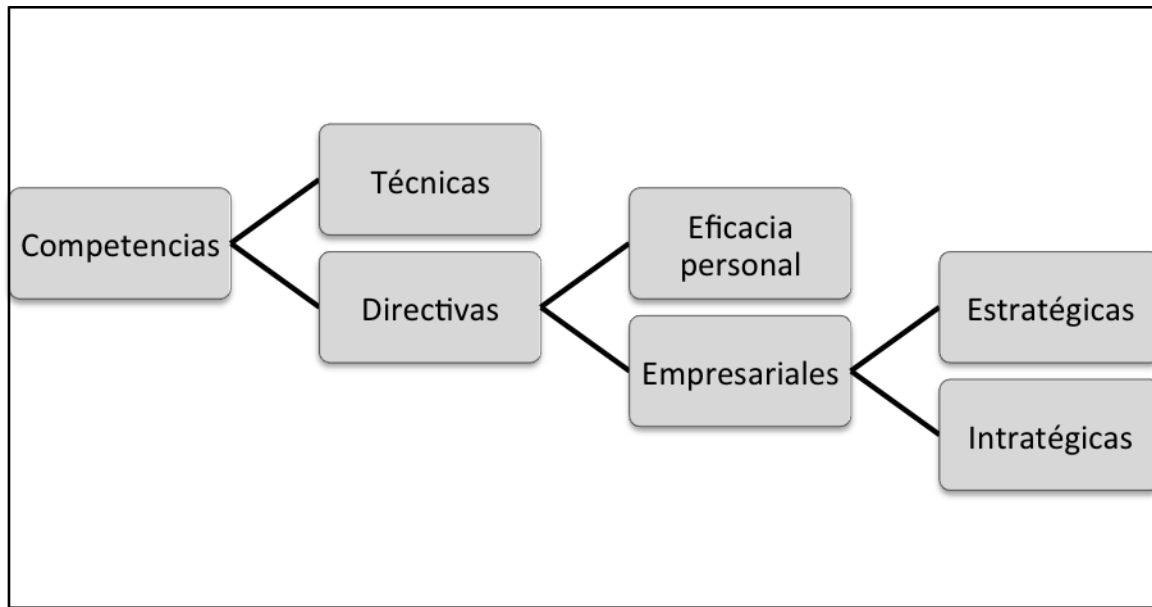 Competencias
Técnicas
Directivas
Eficacia
personal
Empresariales
Estratégicas
Intratégicas